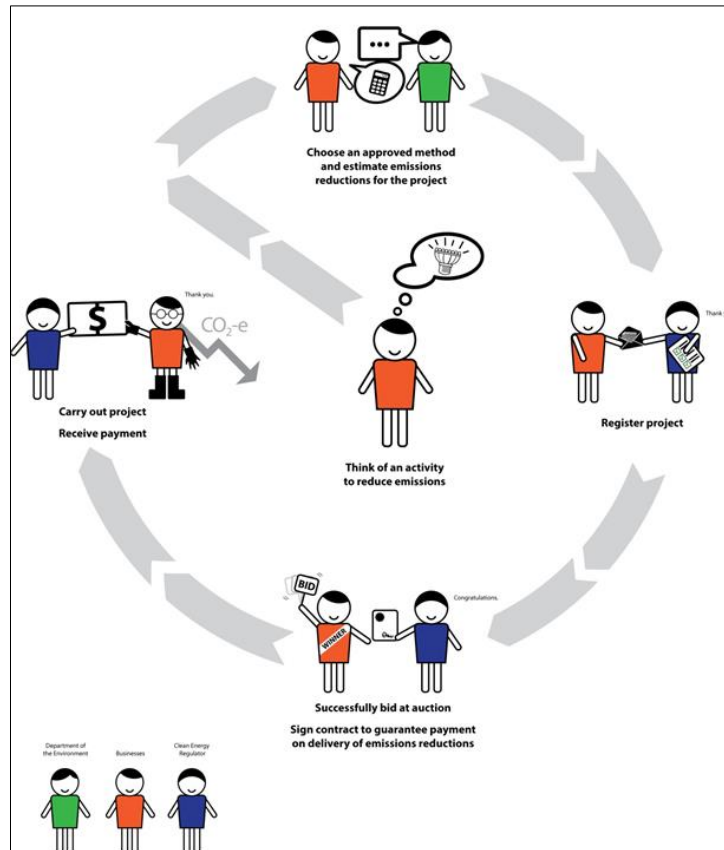 Choose an approved method
and estimate emissions
reductions for the project
Thank you.
$
CO₂-e
Carry out project
Receive payment
Think of an activity
to reduce emissions
Thank
Register project
BID
WINNER
Congratulations.
Successfully bid at auction
Sign contract to guarantee payment
on delivery of emissions reductions
Department of
the Environment
Businesses
Clean Energy
Regulator